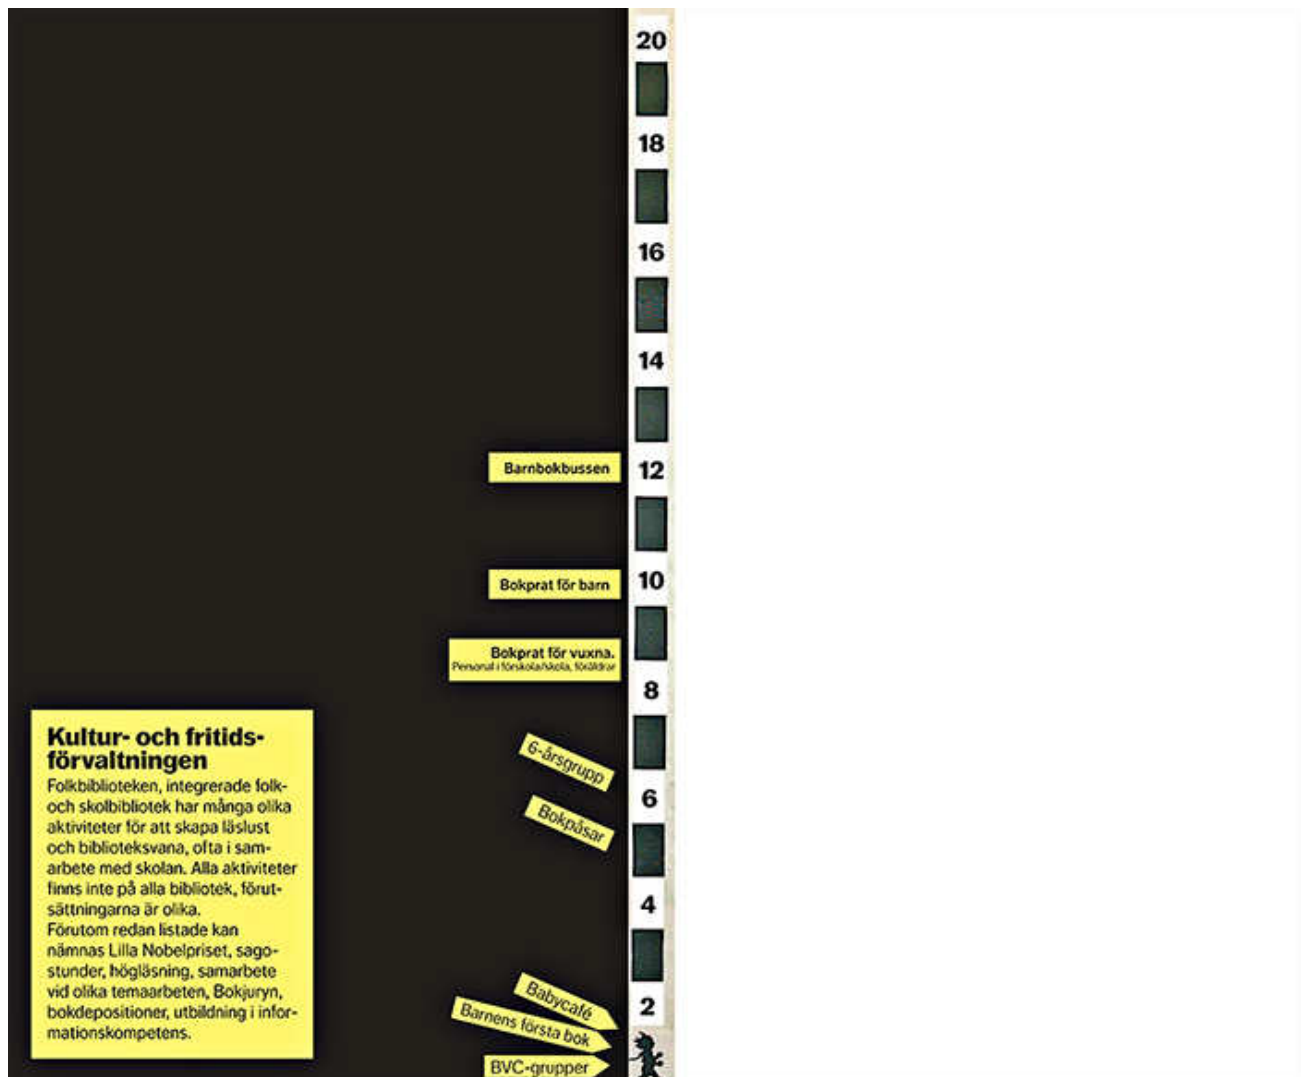 20
18
16
14
Barnbokbussen
12
Bokprat för barn
10
Bokprat för vuxna.
Personal i förskola/skola, föräldrar
8
6-årsgrupp
6
Bokpåsar
4
Kultur- och fritids-
förvaltningen
Folkbiblioteken, integrerade folk-
och skolbibliotek har många olika
aktiviteter för att skapa läslust
och biblioteksvana, ofta i sam-
arbete med skolan. Alla aktiviteter
finns inte på alla bibliotek, förut-
sättningarna är olika.
Förutom redan listade kan
nämnas Lilla Nobelpriset, sago-
stunder, högläsning, samarbete
vid olika temaarbeten, Bokjuryn,
bokdepositioner, utbildning i infor-
mationskompetens.
Babycafé
2
Barnens första bok
BVC-grupper